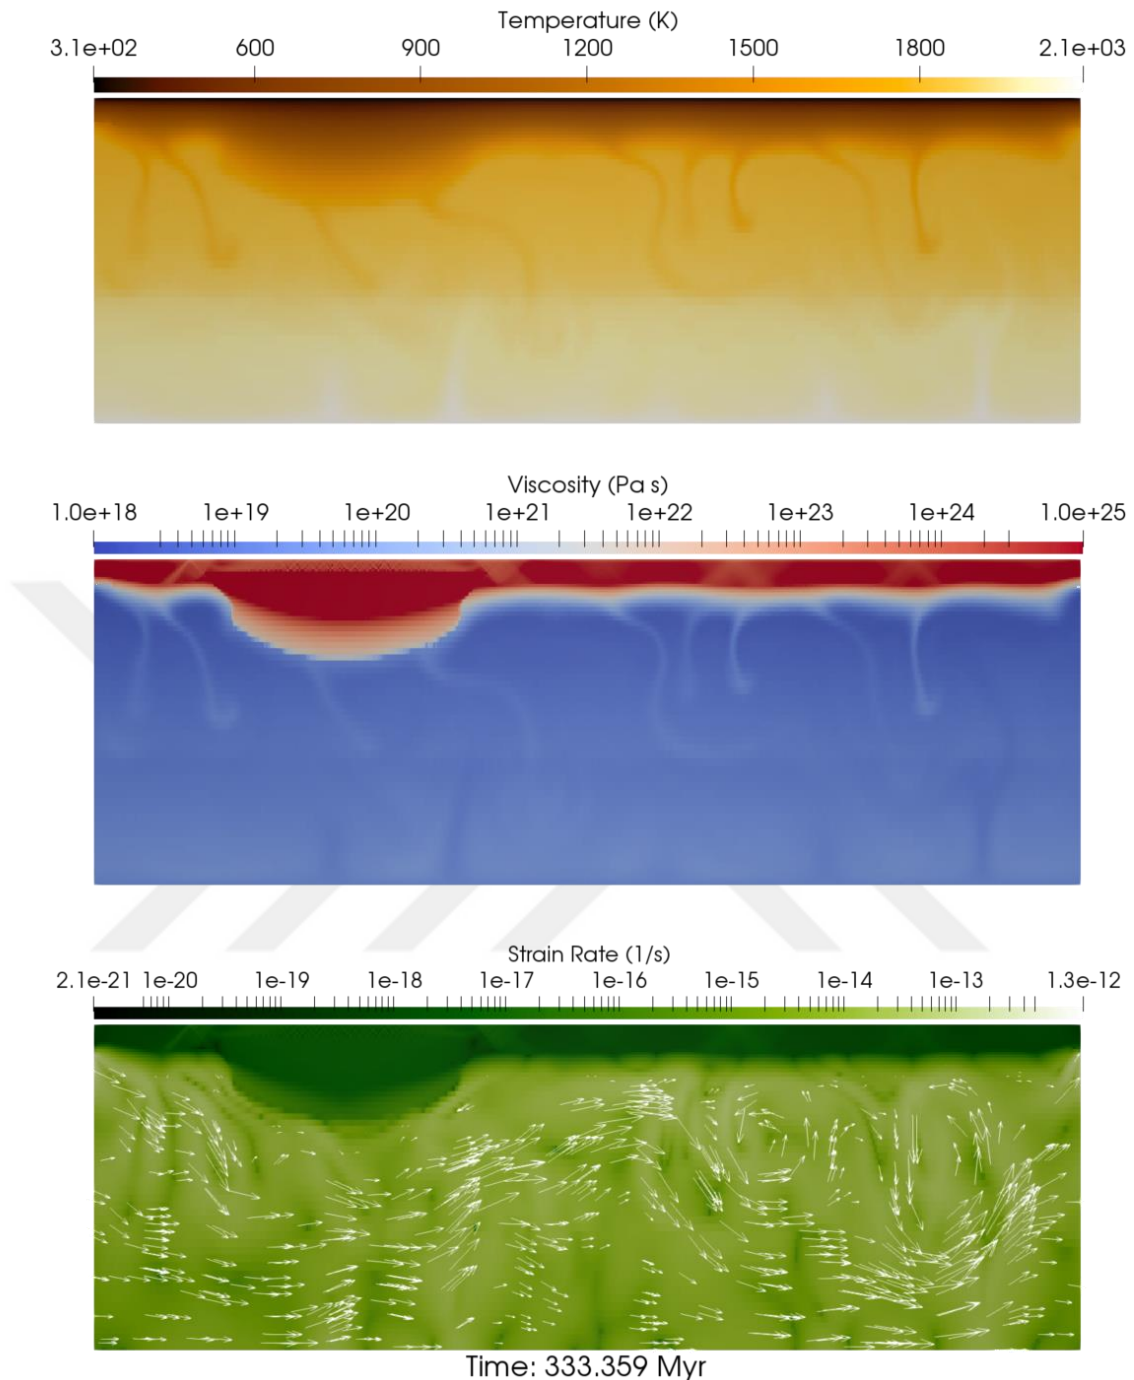 Temperature (K)
3.1e+02 600 900 1200 1500 1800 2.1e+03
Viscosity (Pa s)
1.0e+18 1e+19 1e+20 1e+21 1e+22 1e+23 1e+24 1.0e+25
Strain Rate (1/s)
2.1e-21 1e-20 1e-19 1e-18 1e-17 1e-16 1e-15 1e-14 1e-13 1.3e-12
Time: 333.359 Myr